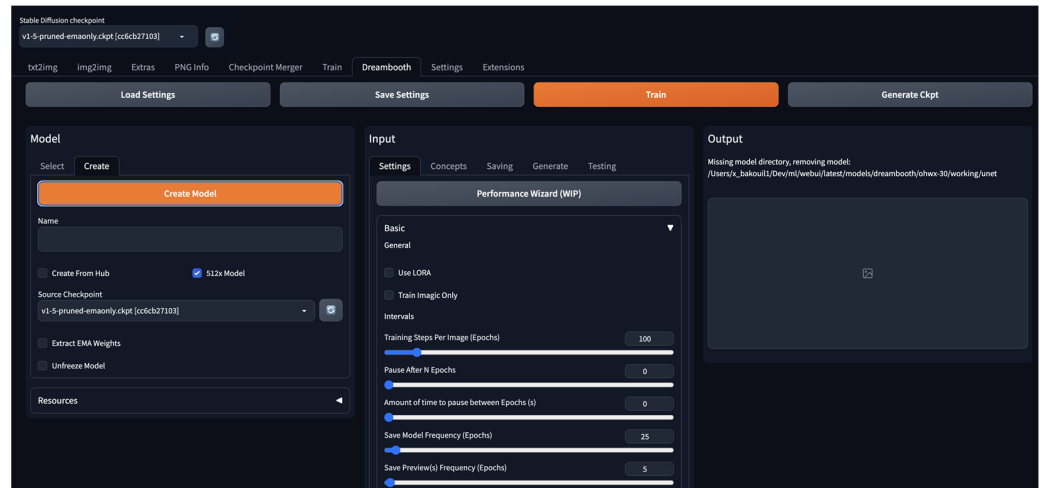 Stable Diffusion checkpoint
v1-5-pruned-emaonly.ckpt [cc6cb27103]
txt2img img2img Extras PNG Info Checkpoint Merger Train Dreambooth Settings Extensions
Load Settings Save Settings Train Generate Ckpt
Model
Select Create
Create Model
Name
Create From Hub 512x Model
Source Checkpoint
v1-5-pruned-emaonly.ckpt [cc6cb27103]
Extract EMA Weights
Unfreeze Model
Resources
Input
Settings Concepts Saving Generate Testing
Performance Wizard (WIP)
Basic
General
Use LORA
Train Imagic Only
Intervals
Training Steps Per Image (Epochs) 100
Pause After N Epochs 0
Amount of time to pause between Epochs (s) 0
Save Model Frequency (Epochs) 25
Save Preview(s) Frequency (Epochs) 5
Output
Missing model directory, removing model:
/Users/x_bakouil1/Dev/ml/webui/latest/models/dreambooth/ohwx-30/working/unet